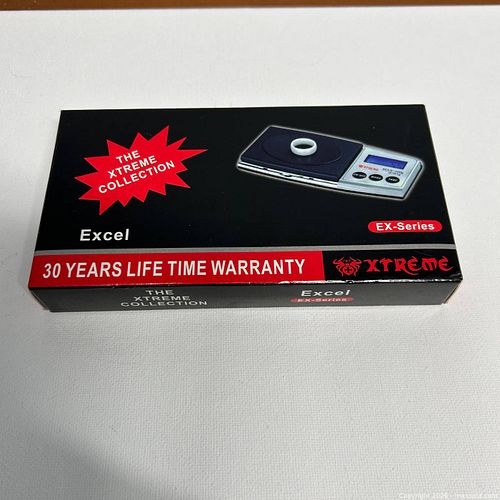 THE
XTREME
COLLECTION
Excel
EX-Series
30 YEARS LIFE TIME WARRANTY
XTREME
THE
XTREME
COLLECTION
Excel
EX-Series